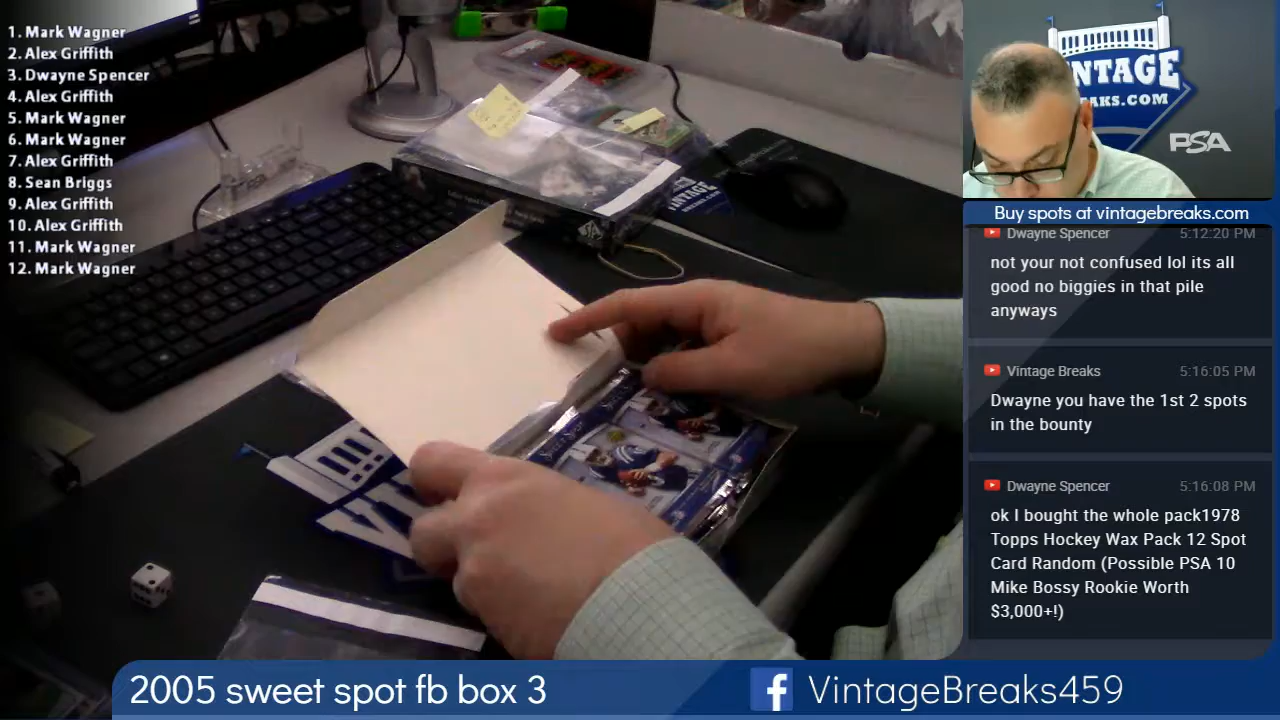 1. Mark Wagner
2. Alex Griffith
3. Dwayne Spencer
4. Alex Griffith
5. Mark Wagner
6. Mark Wagner
7. Alex Griffith
8. Sean Briggs
9. Alex Griffith
10. Alex Griffith
11. Mark Wagner
12. Mark Wagner
VINTAGE
PSA
Buy spots at vintagebreaks.com
Dwayne Spencer 5:12:20 PM
not your not confused lol its all
good no biggies in that pile
anyways
Vintage Breaks 5:16:05 PM
Dwayne you have the 1st 2 spots
in the bounty
Dwayne Spencer 5:16:08 PM
ok I bought the whole pack1978
Topps Hockey Wax Pack 12 Spot
Card Random (Possible PSA 10
Mike Bossy Rookie Worth
$3,000+!)
2005 sweet spot fb box 3
VintageBreaks459